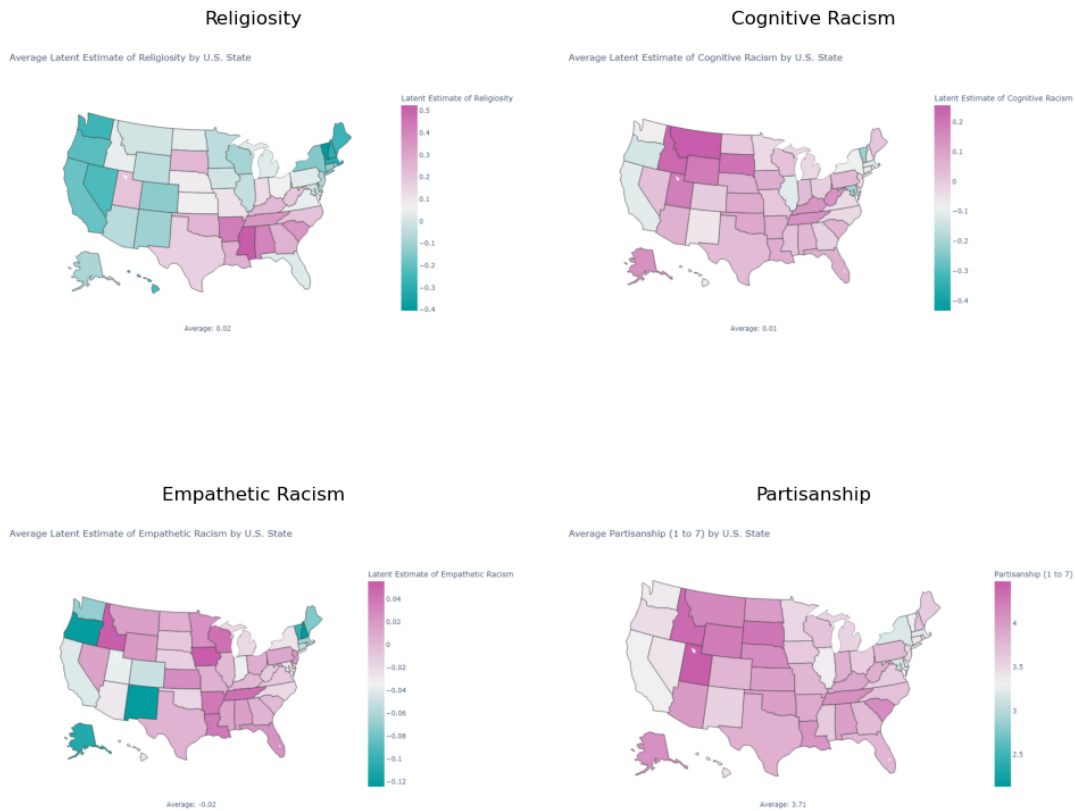 Religiosity
Average Latent Estimate of Religiosity by U.S. State
Latent Estimate of Religiosity
0.5
0.4
0.3
0.2
0.1
0
−0.1
−0.2
−0.3
−0.4
Average: 0.02
Cognitive Racism
Average Latent Estimate of Cognitive Racism by U.S. State
Latent Estimate of Cognitive Racism
0.2
0.1
0
−0.1
−0.2
−0.3
−0.4
Average: 0.01
Empathetic Racism
Average Latent Estimate of Empathetic Racism by U.S. State
Latent Estimate of Empathetic Racism
0.04
0.02
0
−0.02
−0.04
−0.06
−0.08
−0.1
−0.12
Average: −0.02
Partisanship
Average Partisanship (1 to 7) by U.S. State
Partisanship (1 to 7)
4
3.5
3
2.5
Average: 3.71